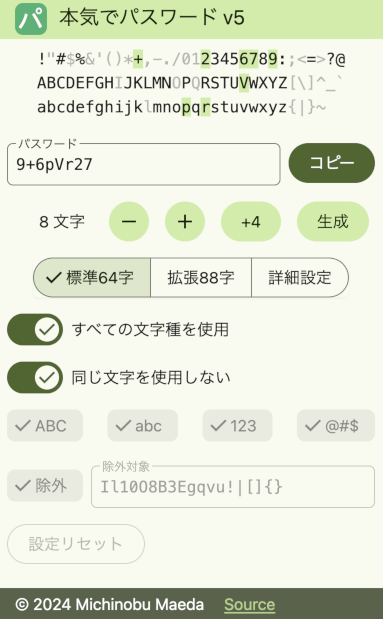 パ 本気でパスワード v5
!"#$%&'()*+,-./0123456789:;<=>?@
ABCDEFGHIJKLMNOPQRSTUVWXYZ[\]^_`
abcdefghijklmnopqrstuvwxyz{|}~
パスワード
9+6pVr27
コピー
8 文字 − + +4 生成
標準64字 拡張88字 詳細設定
すべての文字種を使用
同じ文字を使用しない
ABC abc 123 @#$
除外
除外対象
Il10O8B3Egqvu!|[]{}
設定リセット
© 2024 Michinobu Maeda Source